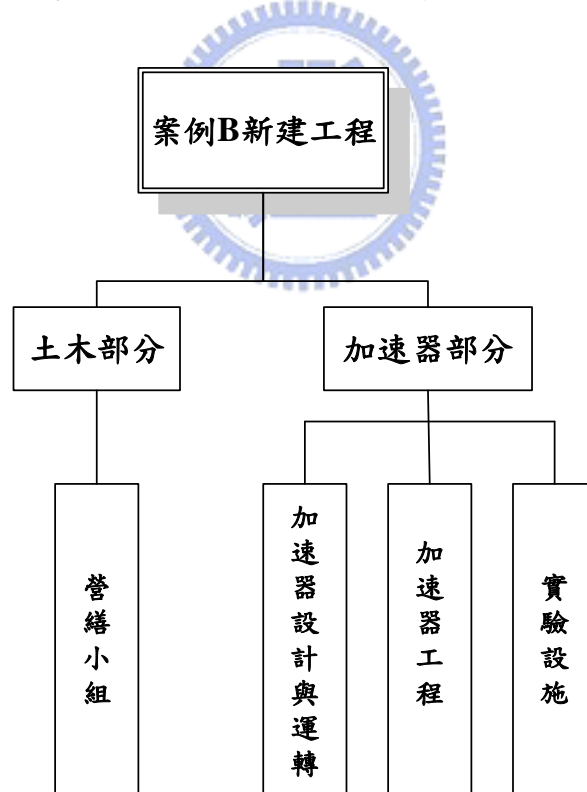 案例B新建工程
土木部分
加速器部分
營繕小組
加速器設計與運轉
加速器工程
實驗設施